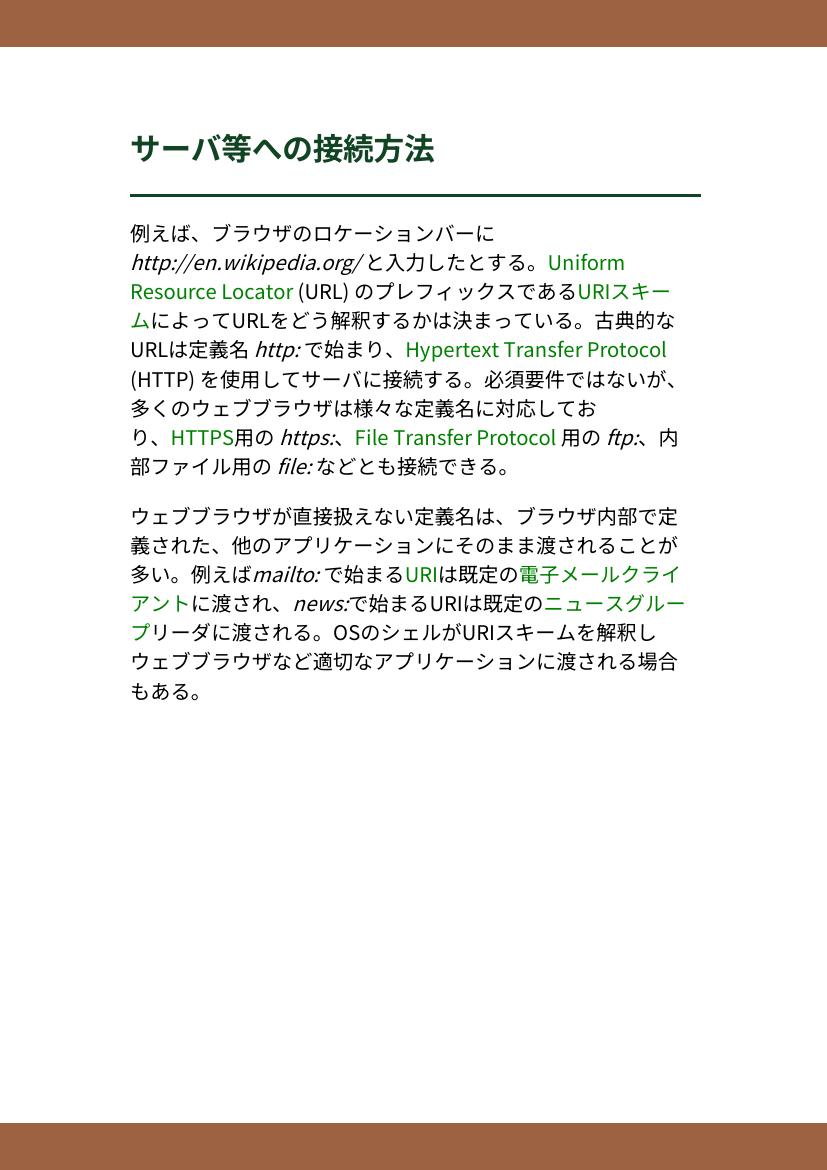 サーバ等への接続方法
例えば、ブラウザのロケーションバーに
http://en.wikipedia.org/ と入力したとする。Uniform
Resource Locator (URL) のプレフィックスであるURIスキー
ムによってURLをどう解釈するかは決まっている。古典的な
URLは定義名 http: で始まり、Hypertext Transfer Protocol
(HTTP) を使用してサーバに接続する。必須要件ではないが、
多くのウェブブラウザは様々な定義名に対応してお
り、HTTPS用の https:、File Transfer Protocol 用の ftp:、内
部ファイル用の file: などとも接続できる。
ウェブブラウザが直接扱えない定義名は、ブラウザ内部で定
義された、他のアプリケーションにそのまま渡されることが
多い。例えばmailto: で始まるURIは既定の電子メールクライ
アントに渡され、news:で始まるURIは既定のニュースグルー
プリーダに渡される。OSのシェルがURIスキームを解釈し
ウェブブラウザなど適切なアプリケーションに渡される場合
もある。